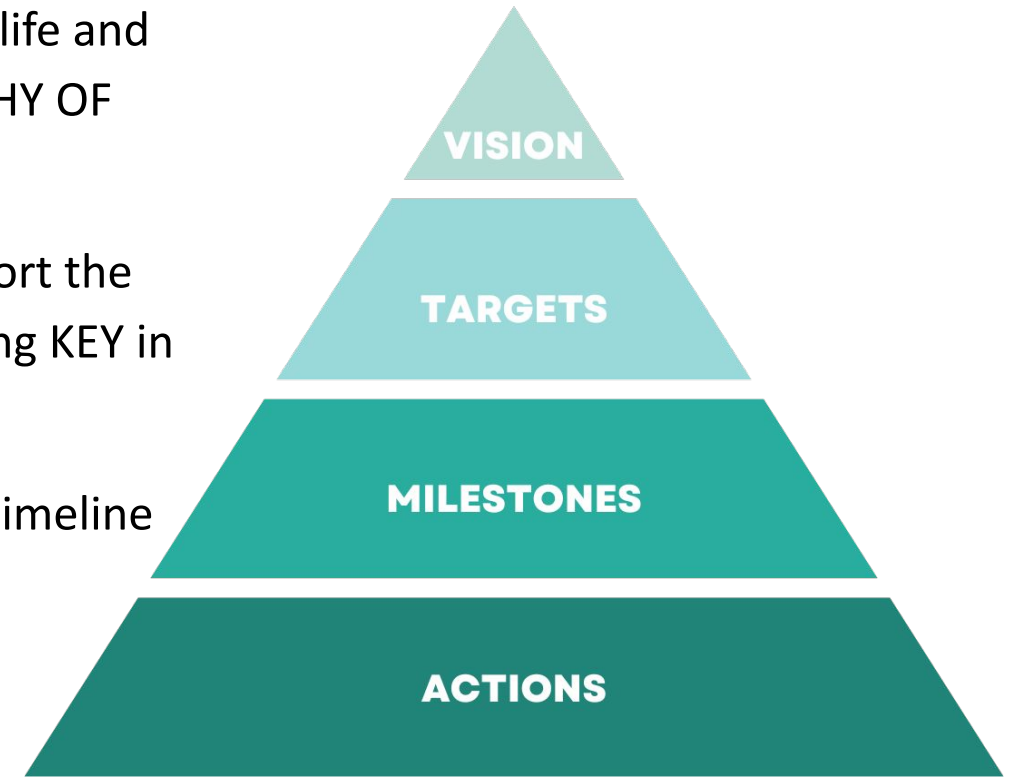 life and
HY OF
ort the
ng KEY in
imeline
VISION
TARGETS
MILESTONES
ACTIONS